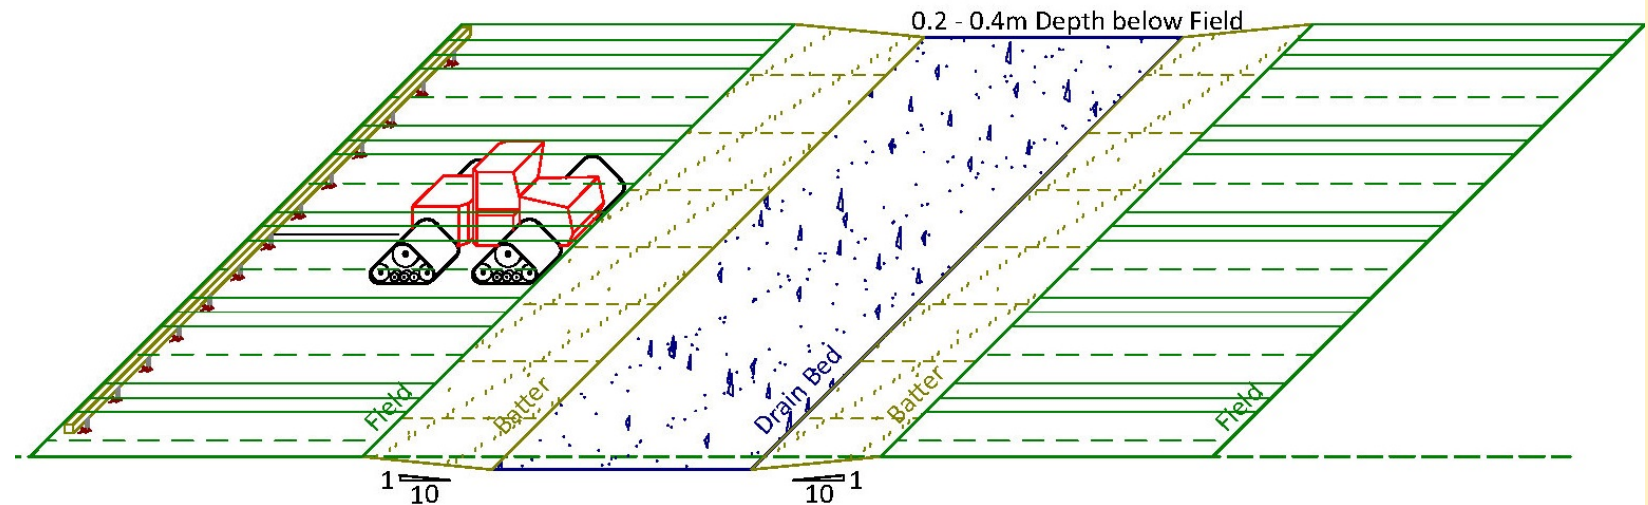 0.2 - 0.4m Depth below Field
Field
Batter
Drain Bed
Batter
Field
1
10
10
1